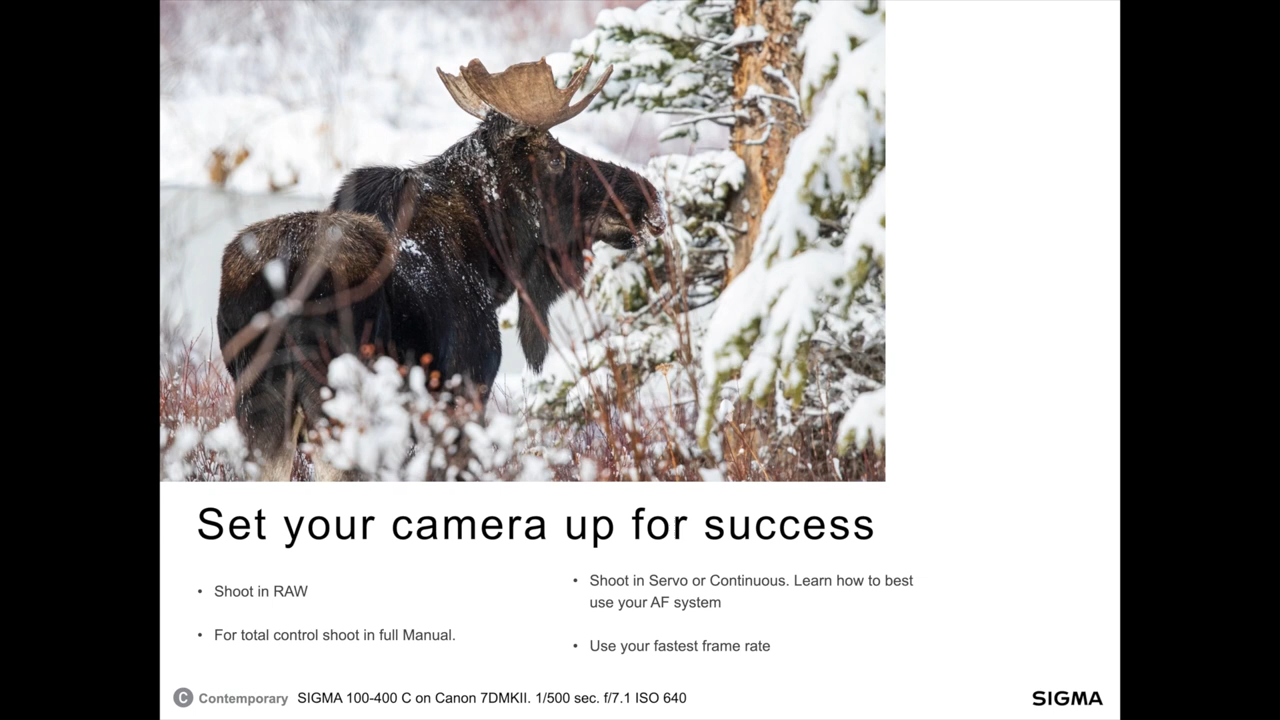 Set your camera up for success
• Shoot in RAW
• For total control shoot in full Manual.
• Shoot in Servo or Continuous. Learn how to best
use your AF system
• Use your fastest frame rate
C Contemporary SIGMA 100-400 C on Canon 7DMKII. 1/500 sec. f/7.1 ISO 640
SIGMA